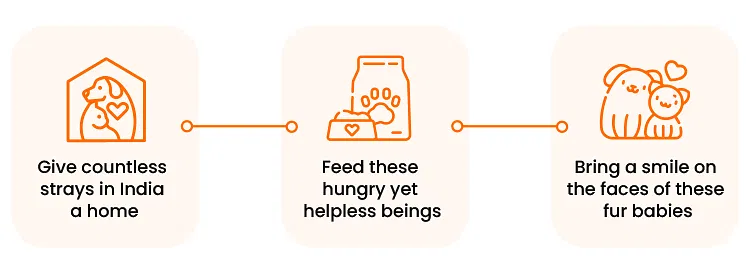 Give countless
strays in India
a home
Feed these
hungry yet
helpless beings
Bring a smile on
the faces of these
fur babies